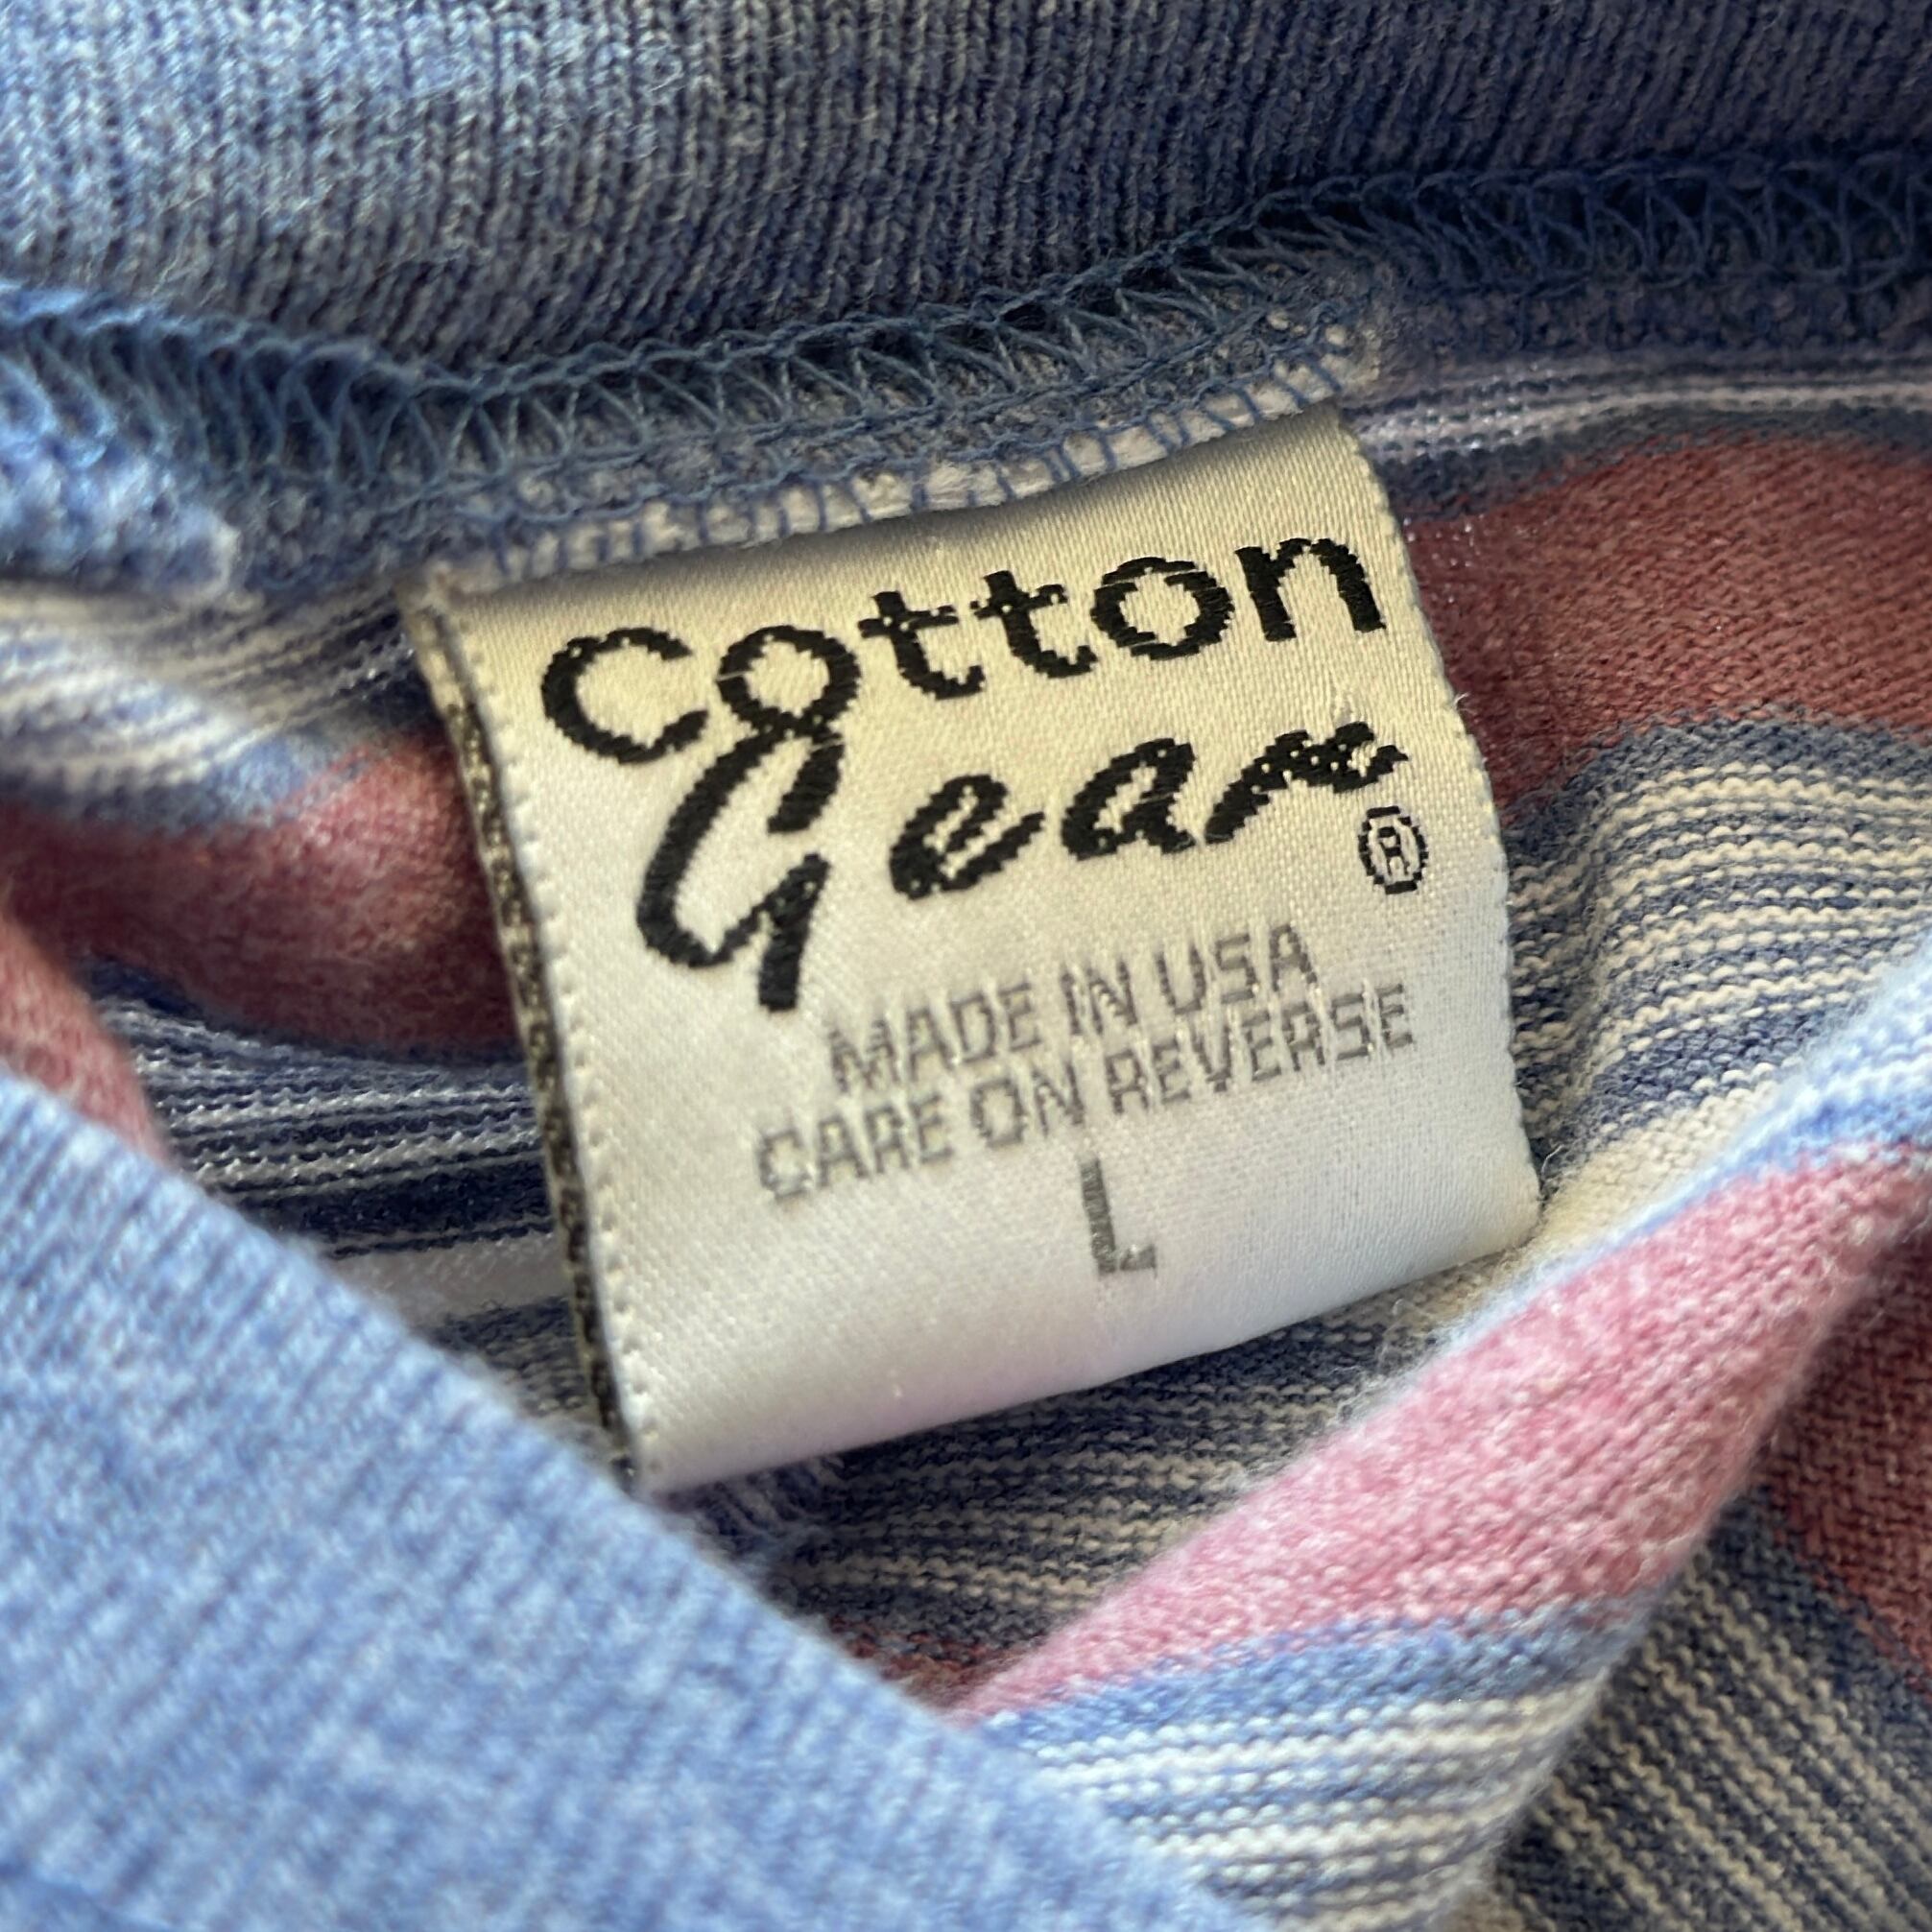 Cotton
Gear ®
MADE IN USA
CARE ON REVERSE
L